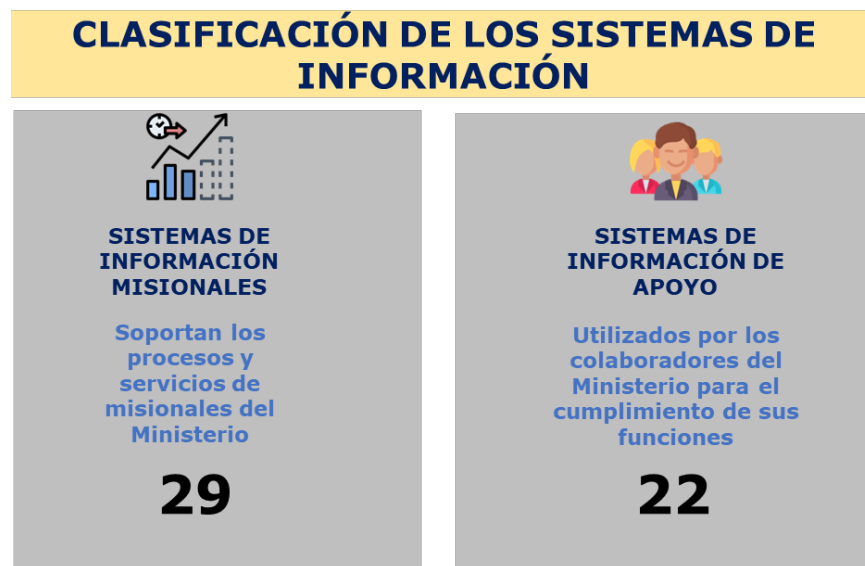 CLASIFICACIÓN DE LOS SISTEMAS DE
INFORMACIÓN
SISTEMAS DE
INFORMACIÓN
MISIONALES
Soportan los
procesos y
servicios de
misionales del
Ministerio
29
SISTEMAS DE
INFORMACIÓN DE
APOYO
Utilizados por los
colaboradores del
Ministerio para el
cumplimiento de sus
funciones
22